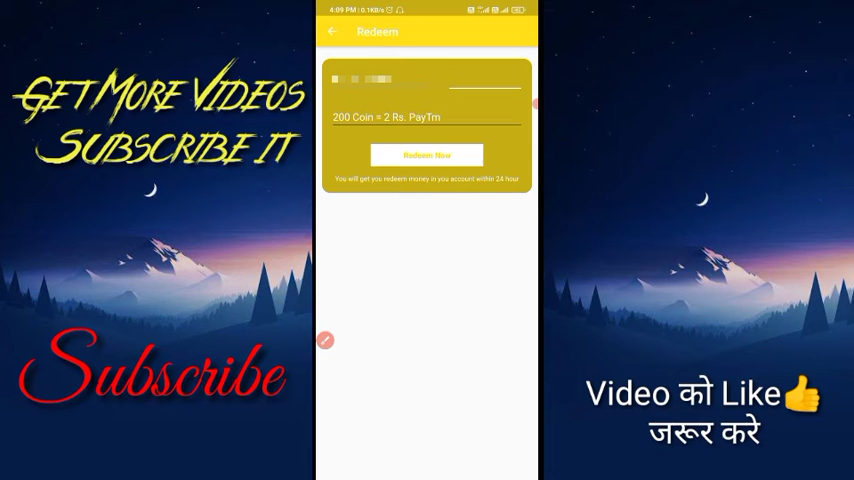 GET MORE VIDEOS
SUBSCRIBE IT
Subscribe
4:09 PM | 0.1KB/s
Redeem
200 Coin = 2 Rs. PayTm
Redeem Now
You will get you redeem money in you account within 24 hour
Video को Like👍
जरूर करे